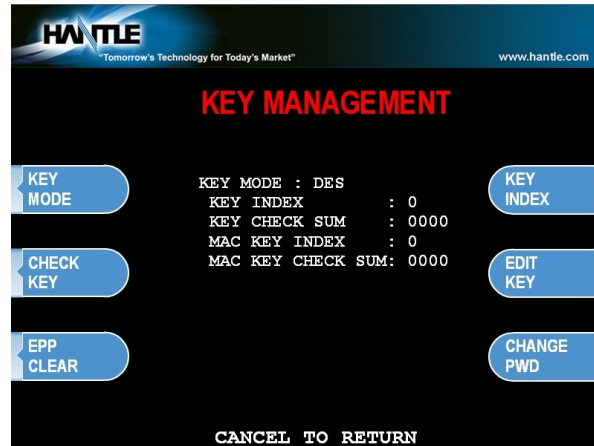 HANTLE
"Tomorrow's Technology for Today's Market"
www.hantle.com
KEY MANAGEMENT
KEY
MODE
CHECK
KEY
EPP
CLEAR
KEY MODE : DES
KEY INDEX : 0
KEY CHECK SUM : 0000
MAC KEY INDEX : 0
MAC KEY CHECK SUM: 0000
KEY
INDEX
EDIT
KEY
CHANGE
PWD
CANCEL TO RETURN